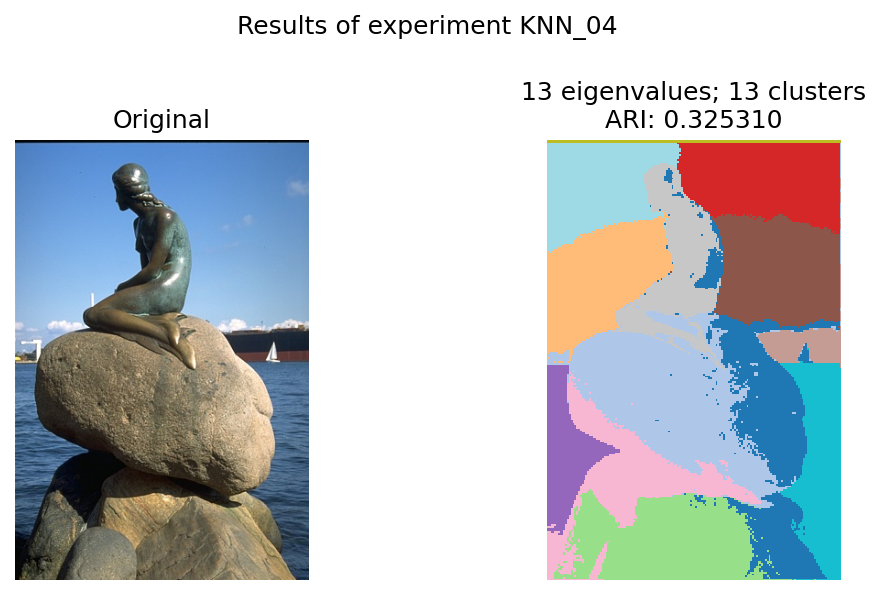 Results of experiment KNN_04
Original
13 eigenvalues; 13 clusters
ARI: 0.325310